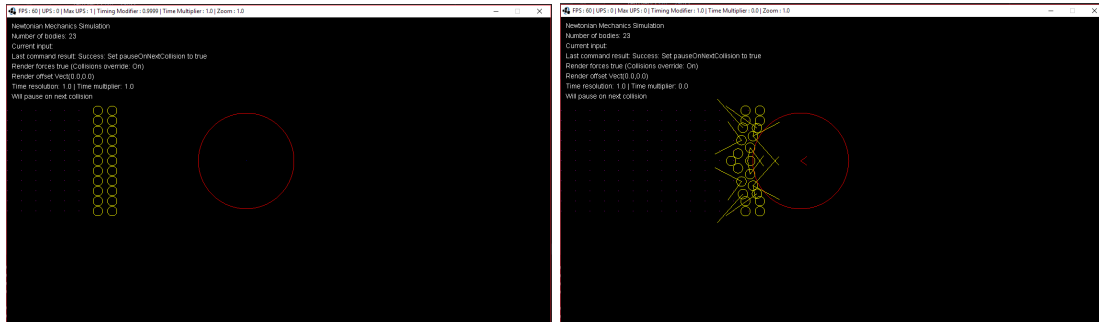 FPS : 60 | UPS : 0 | Max UPS : 1 | Timing Modifier : 0.9999 | Time Multiplier : 1.0 | Zoom : 1.0
Newtonian Mechanics Simulation
Number of bodies: 23
Current input:
Last command result: Success: Set pauseOnNextCollision to true
Render forces true (Collisions override: On)
Render offset Vect(0.0,0.0)
Time resolution: 1.0 | Time multiplier: 1.0
Will pause on next collision
FPS : 60 | UPS : 0 | Max UPS : 0 | Timing Modifier : 1.0 | Time Multiplier : 0.0 | Zoom : 1.0
Newtonian Mechanics Simulation
Number of bodies: 23
Current input:
Last command result: Success: Set pauseOnNextCollision to true
Render forces true (Collisions override: On)
Render offset Vect(0.0,0.0)
Time resolution: 1.0 | Time multiplier: 0.0
Will pause on next collision